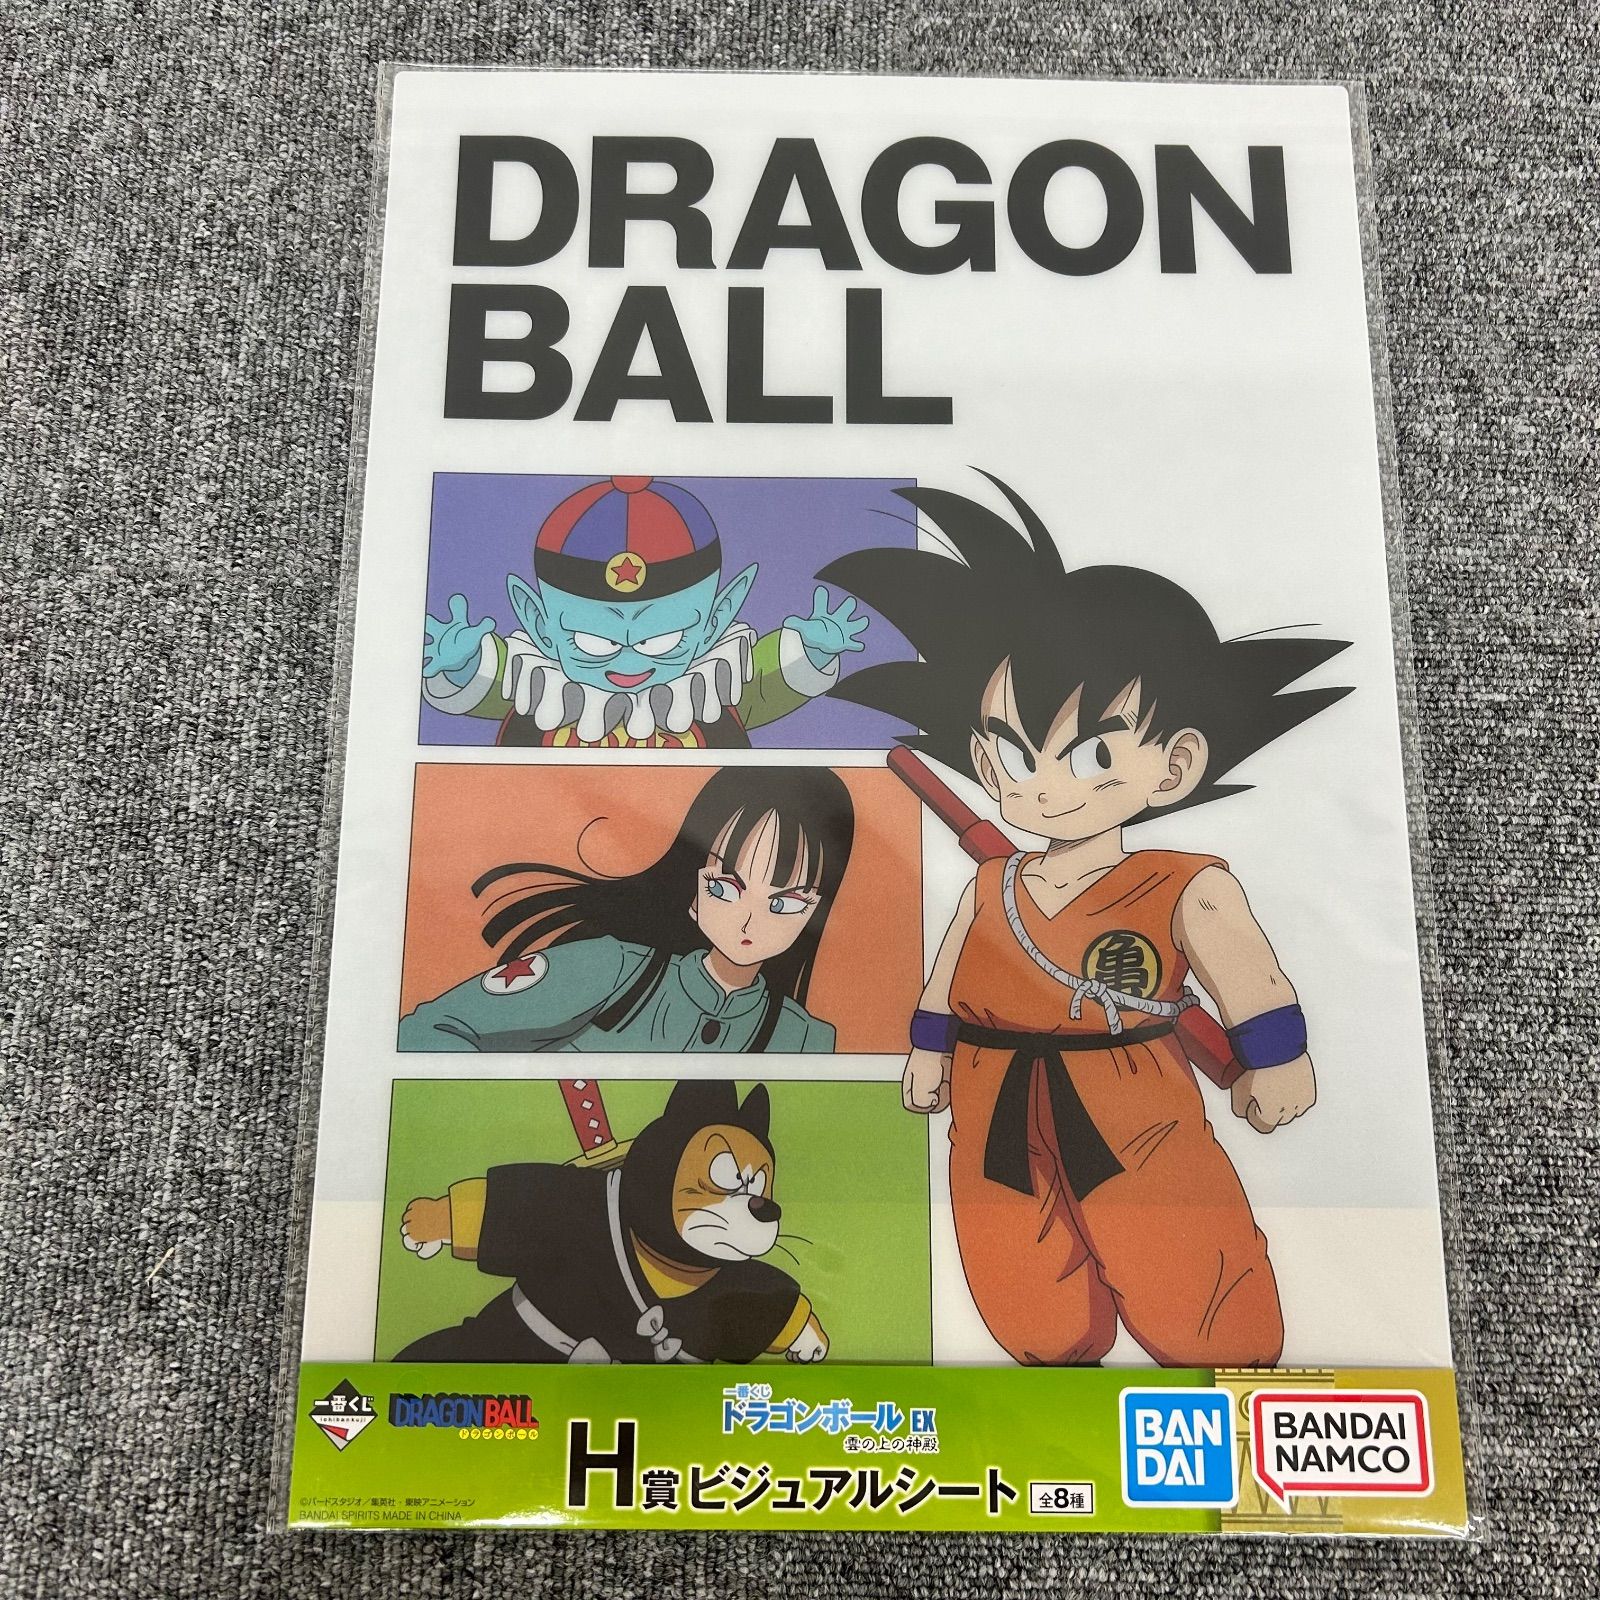 DRAGON
BALL
亀
一番くじ
ichibankuji
DRAGON BALL
ドラゴンボール
一番くじ
ドラゴンボール EX
雲の上の神殿
H賞 ビジュアルシート 全8種
BAN
DAI
BANDAI
NAMCO
©バードスタジオ／集英社・東映アニメーション
BANDAI SPIRITS MADE IN CHINA